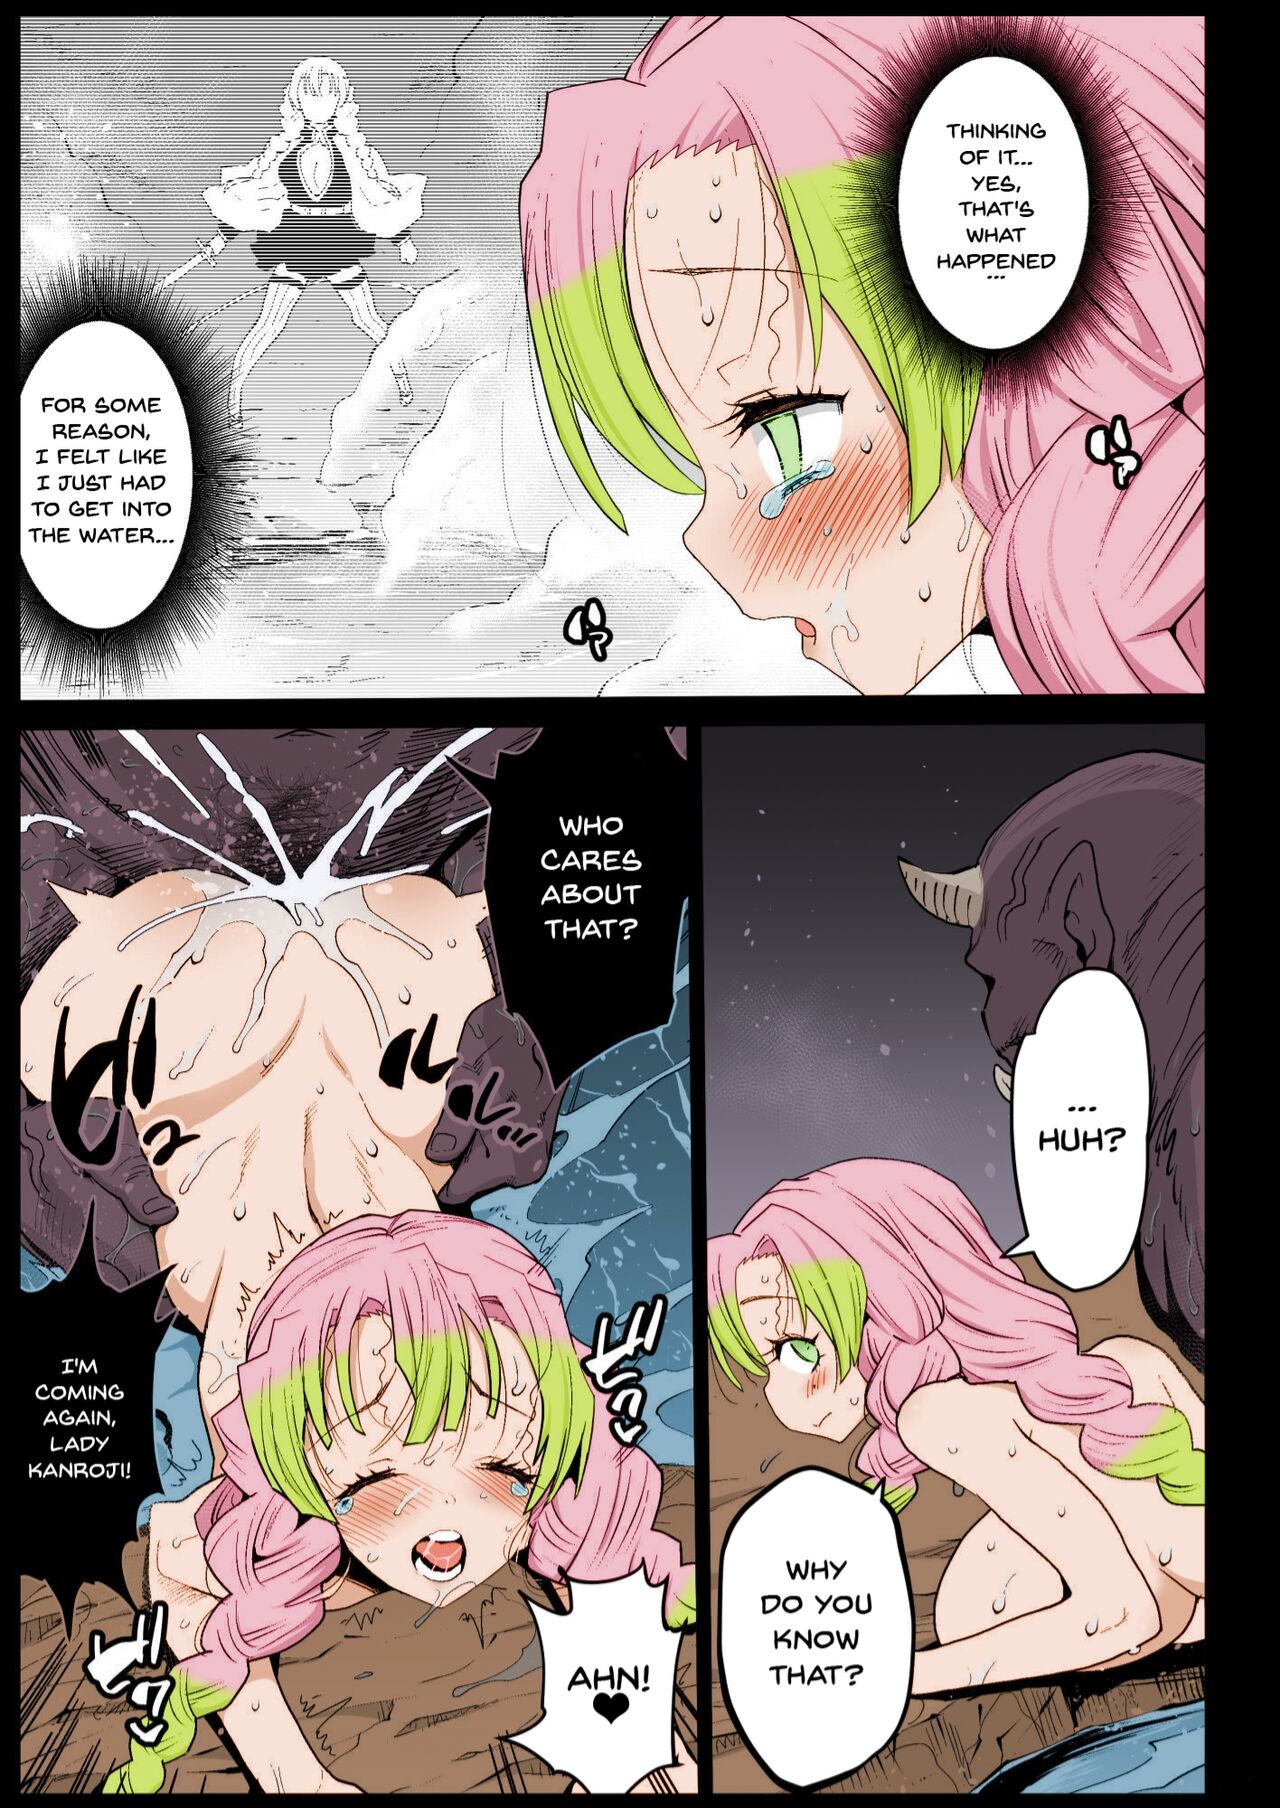 THINKING
OF IT...
YES,
THAT'S
WHAT
HAPPENED
...
FOR SOME
REASON,
I FELT LIKE
I JUST HAD
TO GET INTO
THE WATER...
...
HUH?
WHY
DO YOU
KNOW
THAT?
WHO
CARES
ABOUT
THAT?
I'M
COMING
AGAIN,
LADY
KANROJI!
AHN!
♥